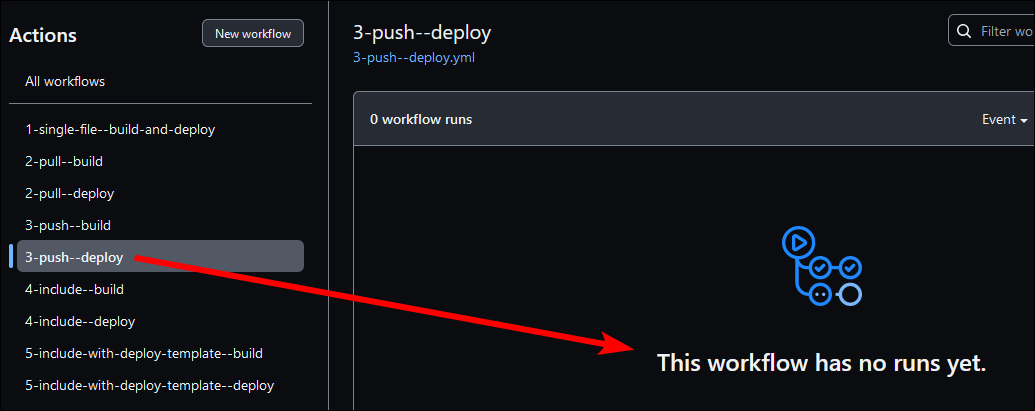 Actions
New workflow
All workflows
1-single-file--build-and-deploy
2-pull--build
2-pull--deploy
3-push--build
3-push--deploy
4-include--build
4-include--deploy
5-include-with-deploy-template--build
5-include-with-deploy-template--deploy
3-push--deploy
3-push--deploy.yml
Filter wo
0 workflow runs
Event
This workflow has no runs yet.